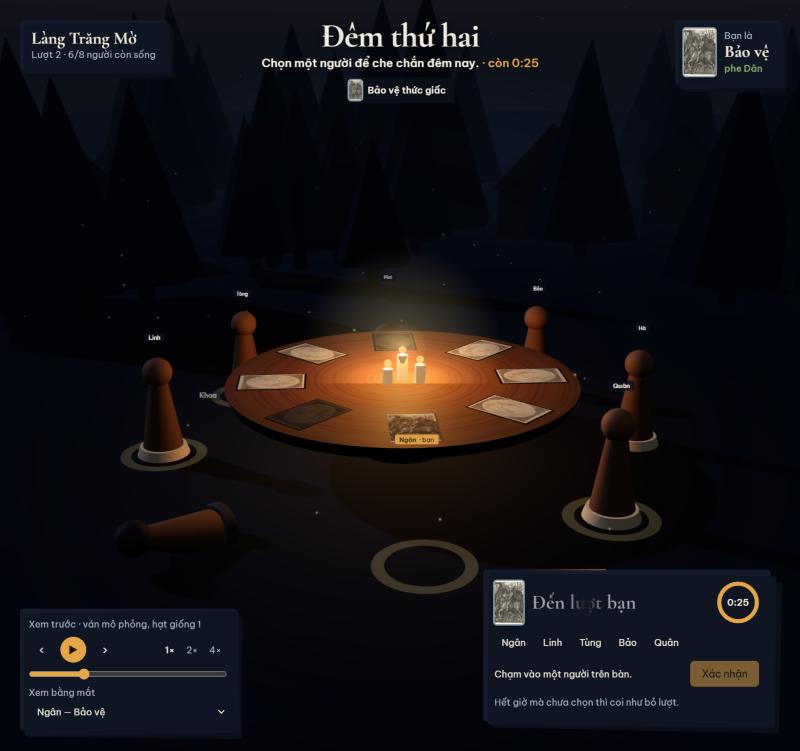 Làng Trăng Mờ
Lượt 2 · 6/8 người còn sống
Đêm thứ hai
Chọn một người để che chắn đêm nay. · còn 0:25
Bảo vệ thức giấc
Bạn là
Bảo vệ
phe Dân
Mai
Tùng
Bảo
Linh
Hà
Khoa
Quân
Ngân · bạn
Xem trước · ván mô phỏng, hạt giống 1
‹ › 1× 2× 4×
Xem bằng mắt
Ngân — Bảo vệ
Đến lượt bạn
0:25
Ngân Linh Tùng Bảo Quân
Chạm vào một người trên bàn.
Xác nhận
Hết giờ mà chưa chọn thì coi như bỏ lượt.